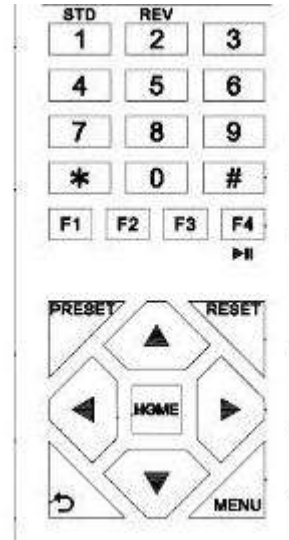 STD REV
1 2 3
4 5 6
7 8 9
* 0 #
F1 F2 F3 F4
PRESET RESET
HOME
MENU